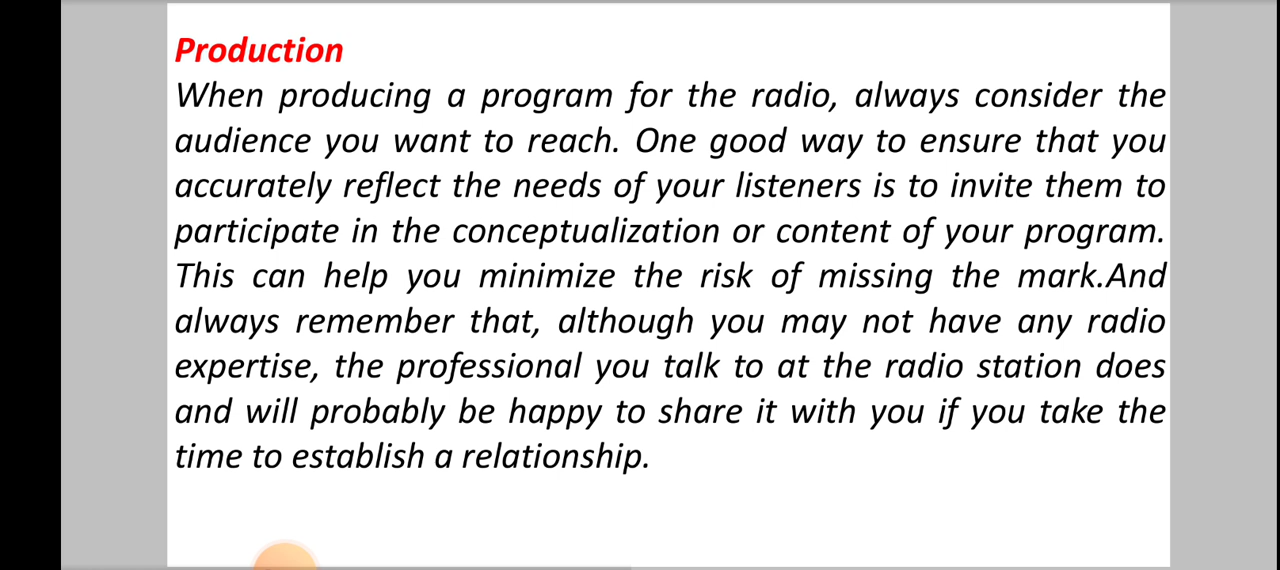 Production
When producing a program for the radio, always consider the
audience you want to reach. One good way to ensure that you
accurately reflect the needs of your listeners is to invite them to
participate in the conceptualization or content of your program.
This can help you minimize the risk of missing the mark.And
always remember that, although you may not have any radio
expertise, the professional you talk to at the radio station does
and will probably be happy to share it with you if you take the
time to establish a relationship.